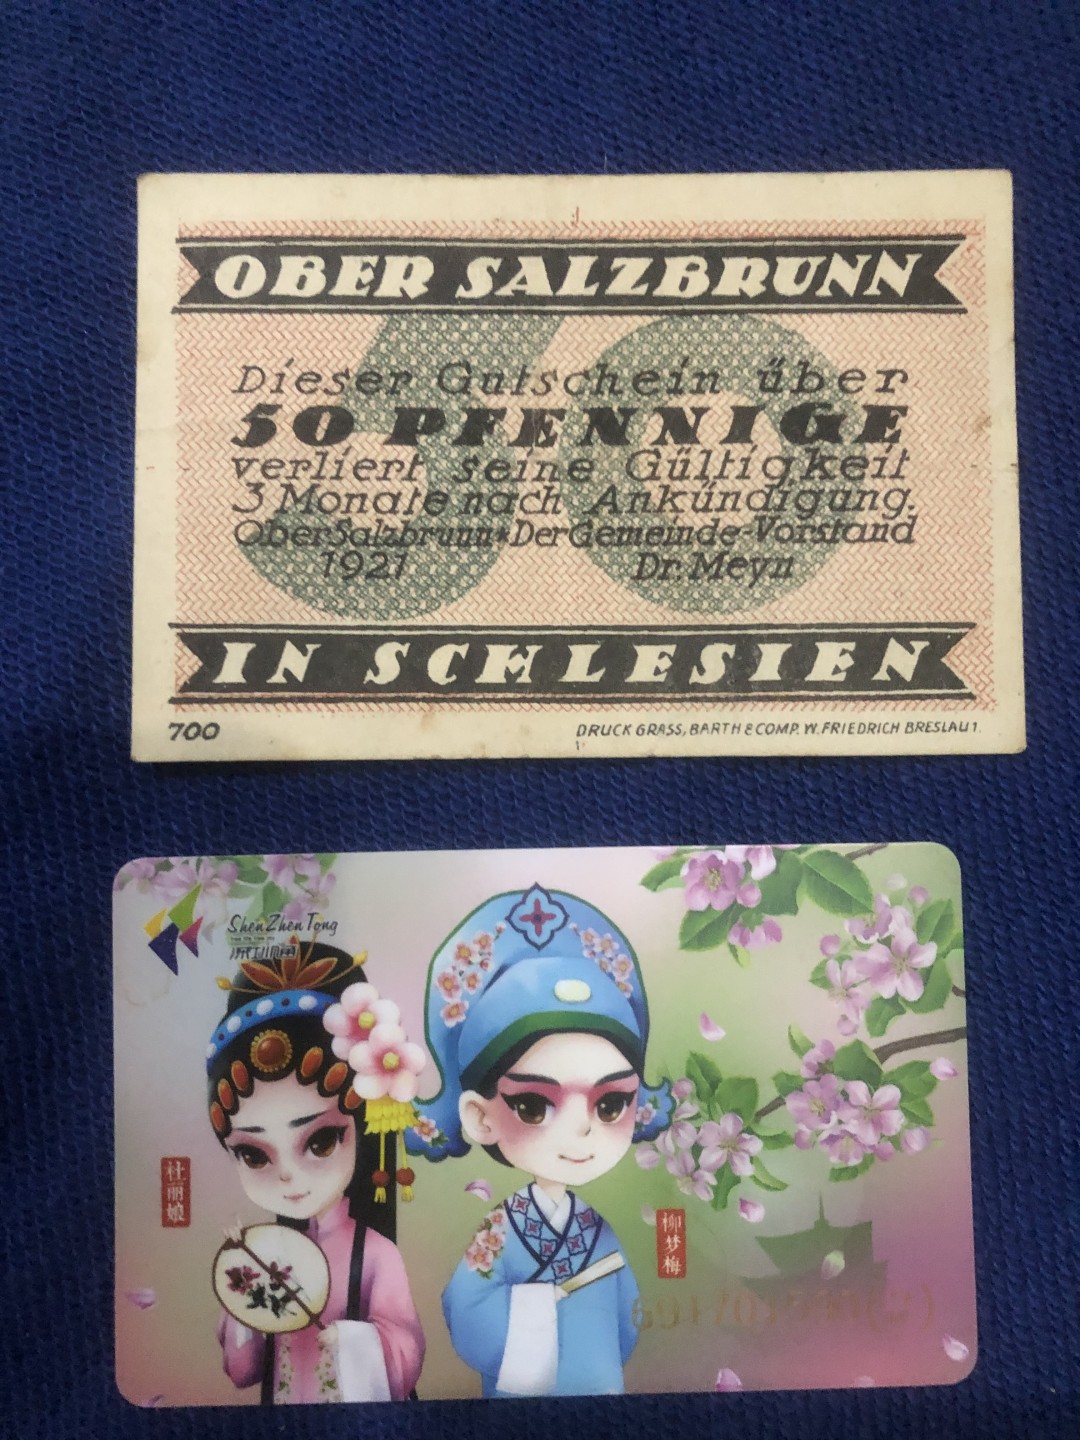 OBER SALZBRUNN
Dieser Gutschein über
50 PFENNIGE
verliert seine Gültigkeit
3 Monate nach Ankündigung.
Ober Salzbrunn * Der Gemeinde-Vorstand
1921 Dr. Meyn
IN SCHLESIEN
700
DRUCK GRASS, BARTH & COMP. W. FRIEDRICH BRESLAU 1.
ShenZhenTong
深圳通
杜丽娘
柳梦梅